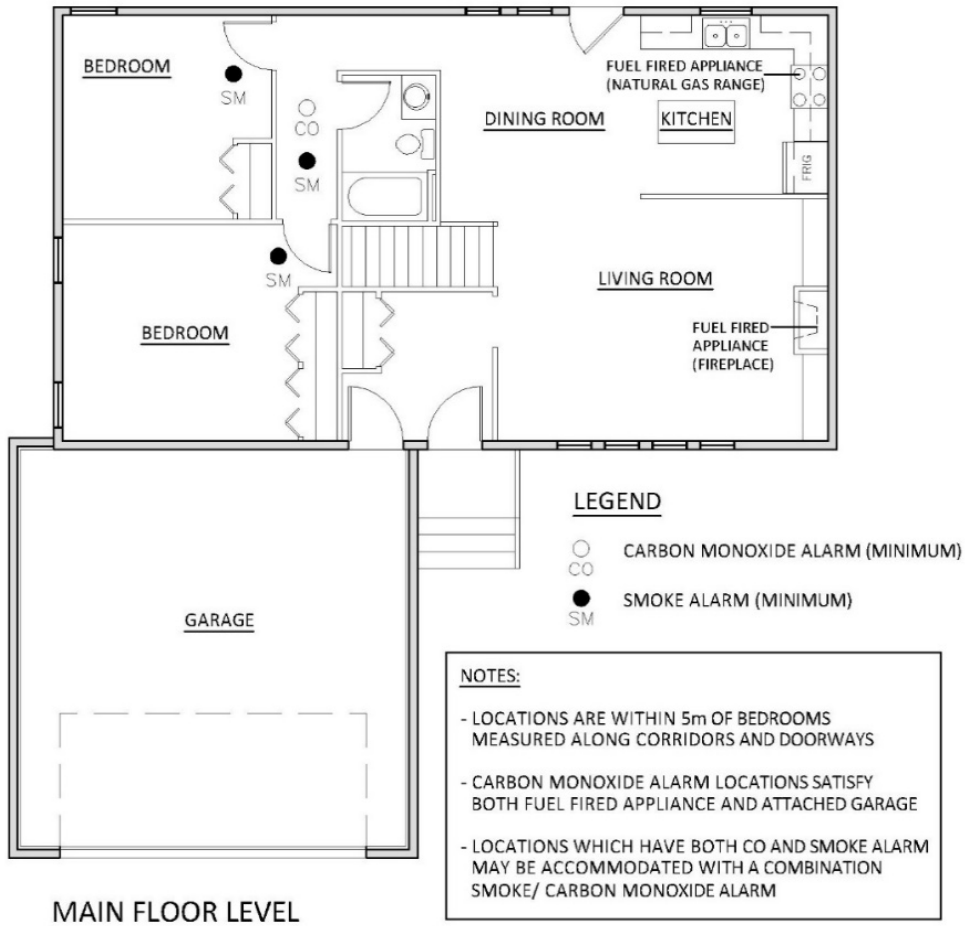 BEDROOM
SM
CO
SM
DINING ROOM
FUEL FIRED APPLIANCE
(NATURAL GAS RANGE)
KITCHEN
FRIG
SM
BEDROOM
LIVING ROOM
FUEL FIRED
APPLIANCE
(FIREPLACE)
GARAGE
LEGEND
CO
CARBON MONOXIDE ALARM (MINIMUM)
SM
SMOKE ALARM (MINIMUM)
NOTES:
- LOCATIONS ARE WITHIN 5m OF BEDROOMS
MEASURED ALONG CORRIDORS AND DOORWAYS
- CARBON MONOXIDE ALARM LOCATIONS SATISFY
BOTH FUEL FIRED APPLIANCE AND ATTACHED GARAGE
- LOCATIONS WHICH HAVE BOTH CO AND SMOKE ALARM
MAY BE ACCOMMODATED WITH A COMBINATION
SMOKE/ CARBON MONOXIDE ALARM
MAIN FLOOR LEVEL